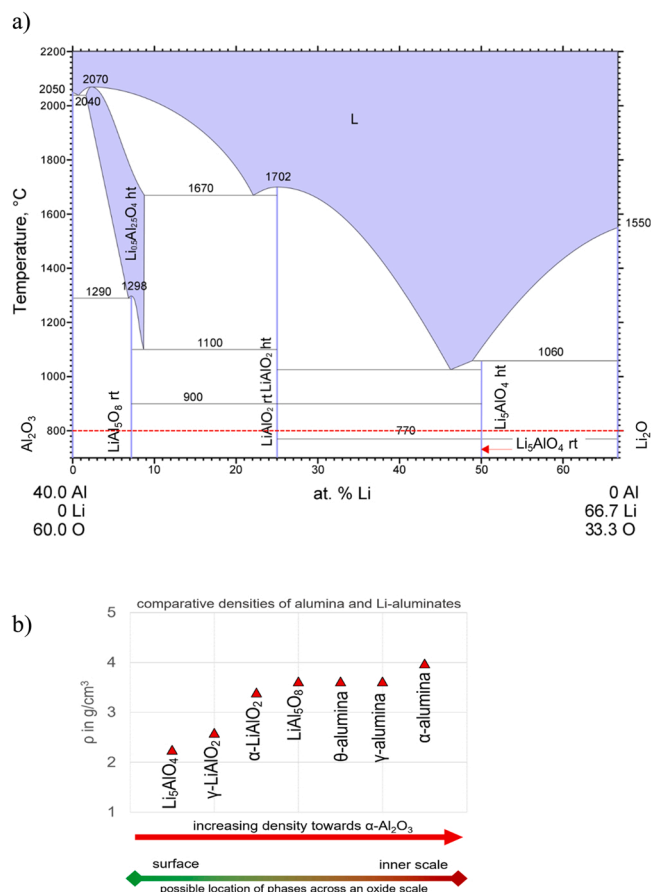 a)
2200
2070
2050
2040
2000
L
1800
1702
1670
1600
1550
Li0.5Al2.5O4 ht
Temperature, °C
1400
1290
1298
1200
1100
LiAlO₂ ht
1060
1000
Li₅AlO₄ ht
900
LiAl₅O₈ rt
LiAlO₂ rt
800
770
Al₂O₃
Li₂O
Li₅AlO₄ rt
0
10
20
30
40
50
60
40.0 Al
at. % Li
0 Al
0 Li
66.7 Li
60.0 O
33.3 O
b)
comparative densities of alumina and Li-aluminates
5
4
3
2
1
ρ in g/cm³
Li₅AlO₄
γ-LiAlO₂
α-LiAlO₂
LiAl₅O₈
θ-alumina
γ-alumina
α-alumina
increasing density towards α-Al₂O₃
surface
inner scale
possible location of phases across an oxide scale